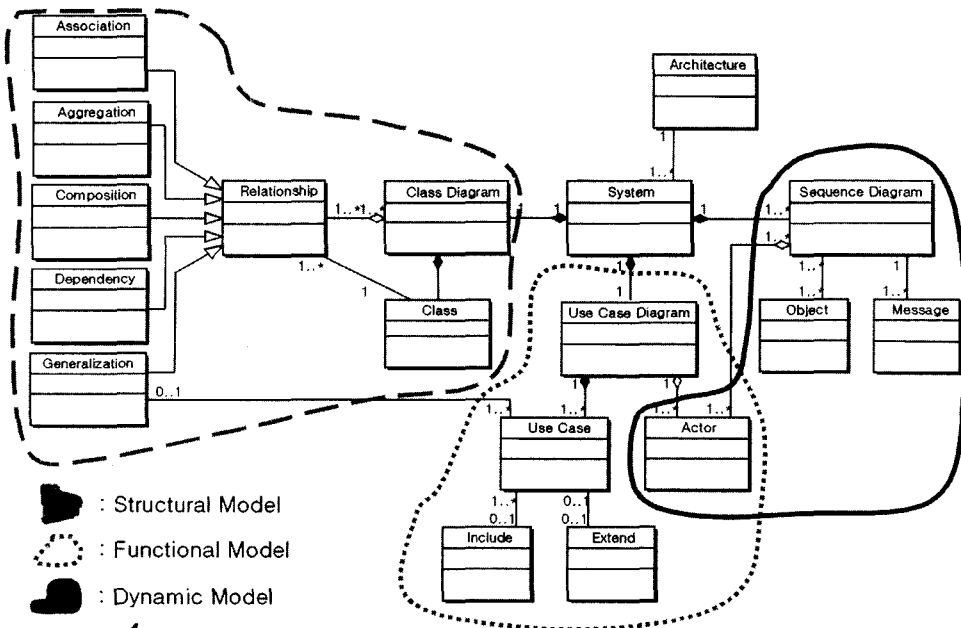 Association
Architecture
Aggregation
1
1..*
Composition
Relationship
Class Diagram
System
Sequence Diagram
1..*
1..*
1
1
1..*
1..*
Dependency
1..*
1
1
1
1
1..*
1..*
Class
Use Case Diagram
Object
Message
Generalization
0..1
1
1
1..*
1..*
1..*
1..*
Use Case
Actor
1..*
0..1
0..1
0..1
Include
Extend
: Structural Model
: Functional Model
: Dynamic Model